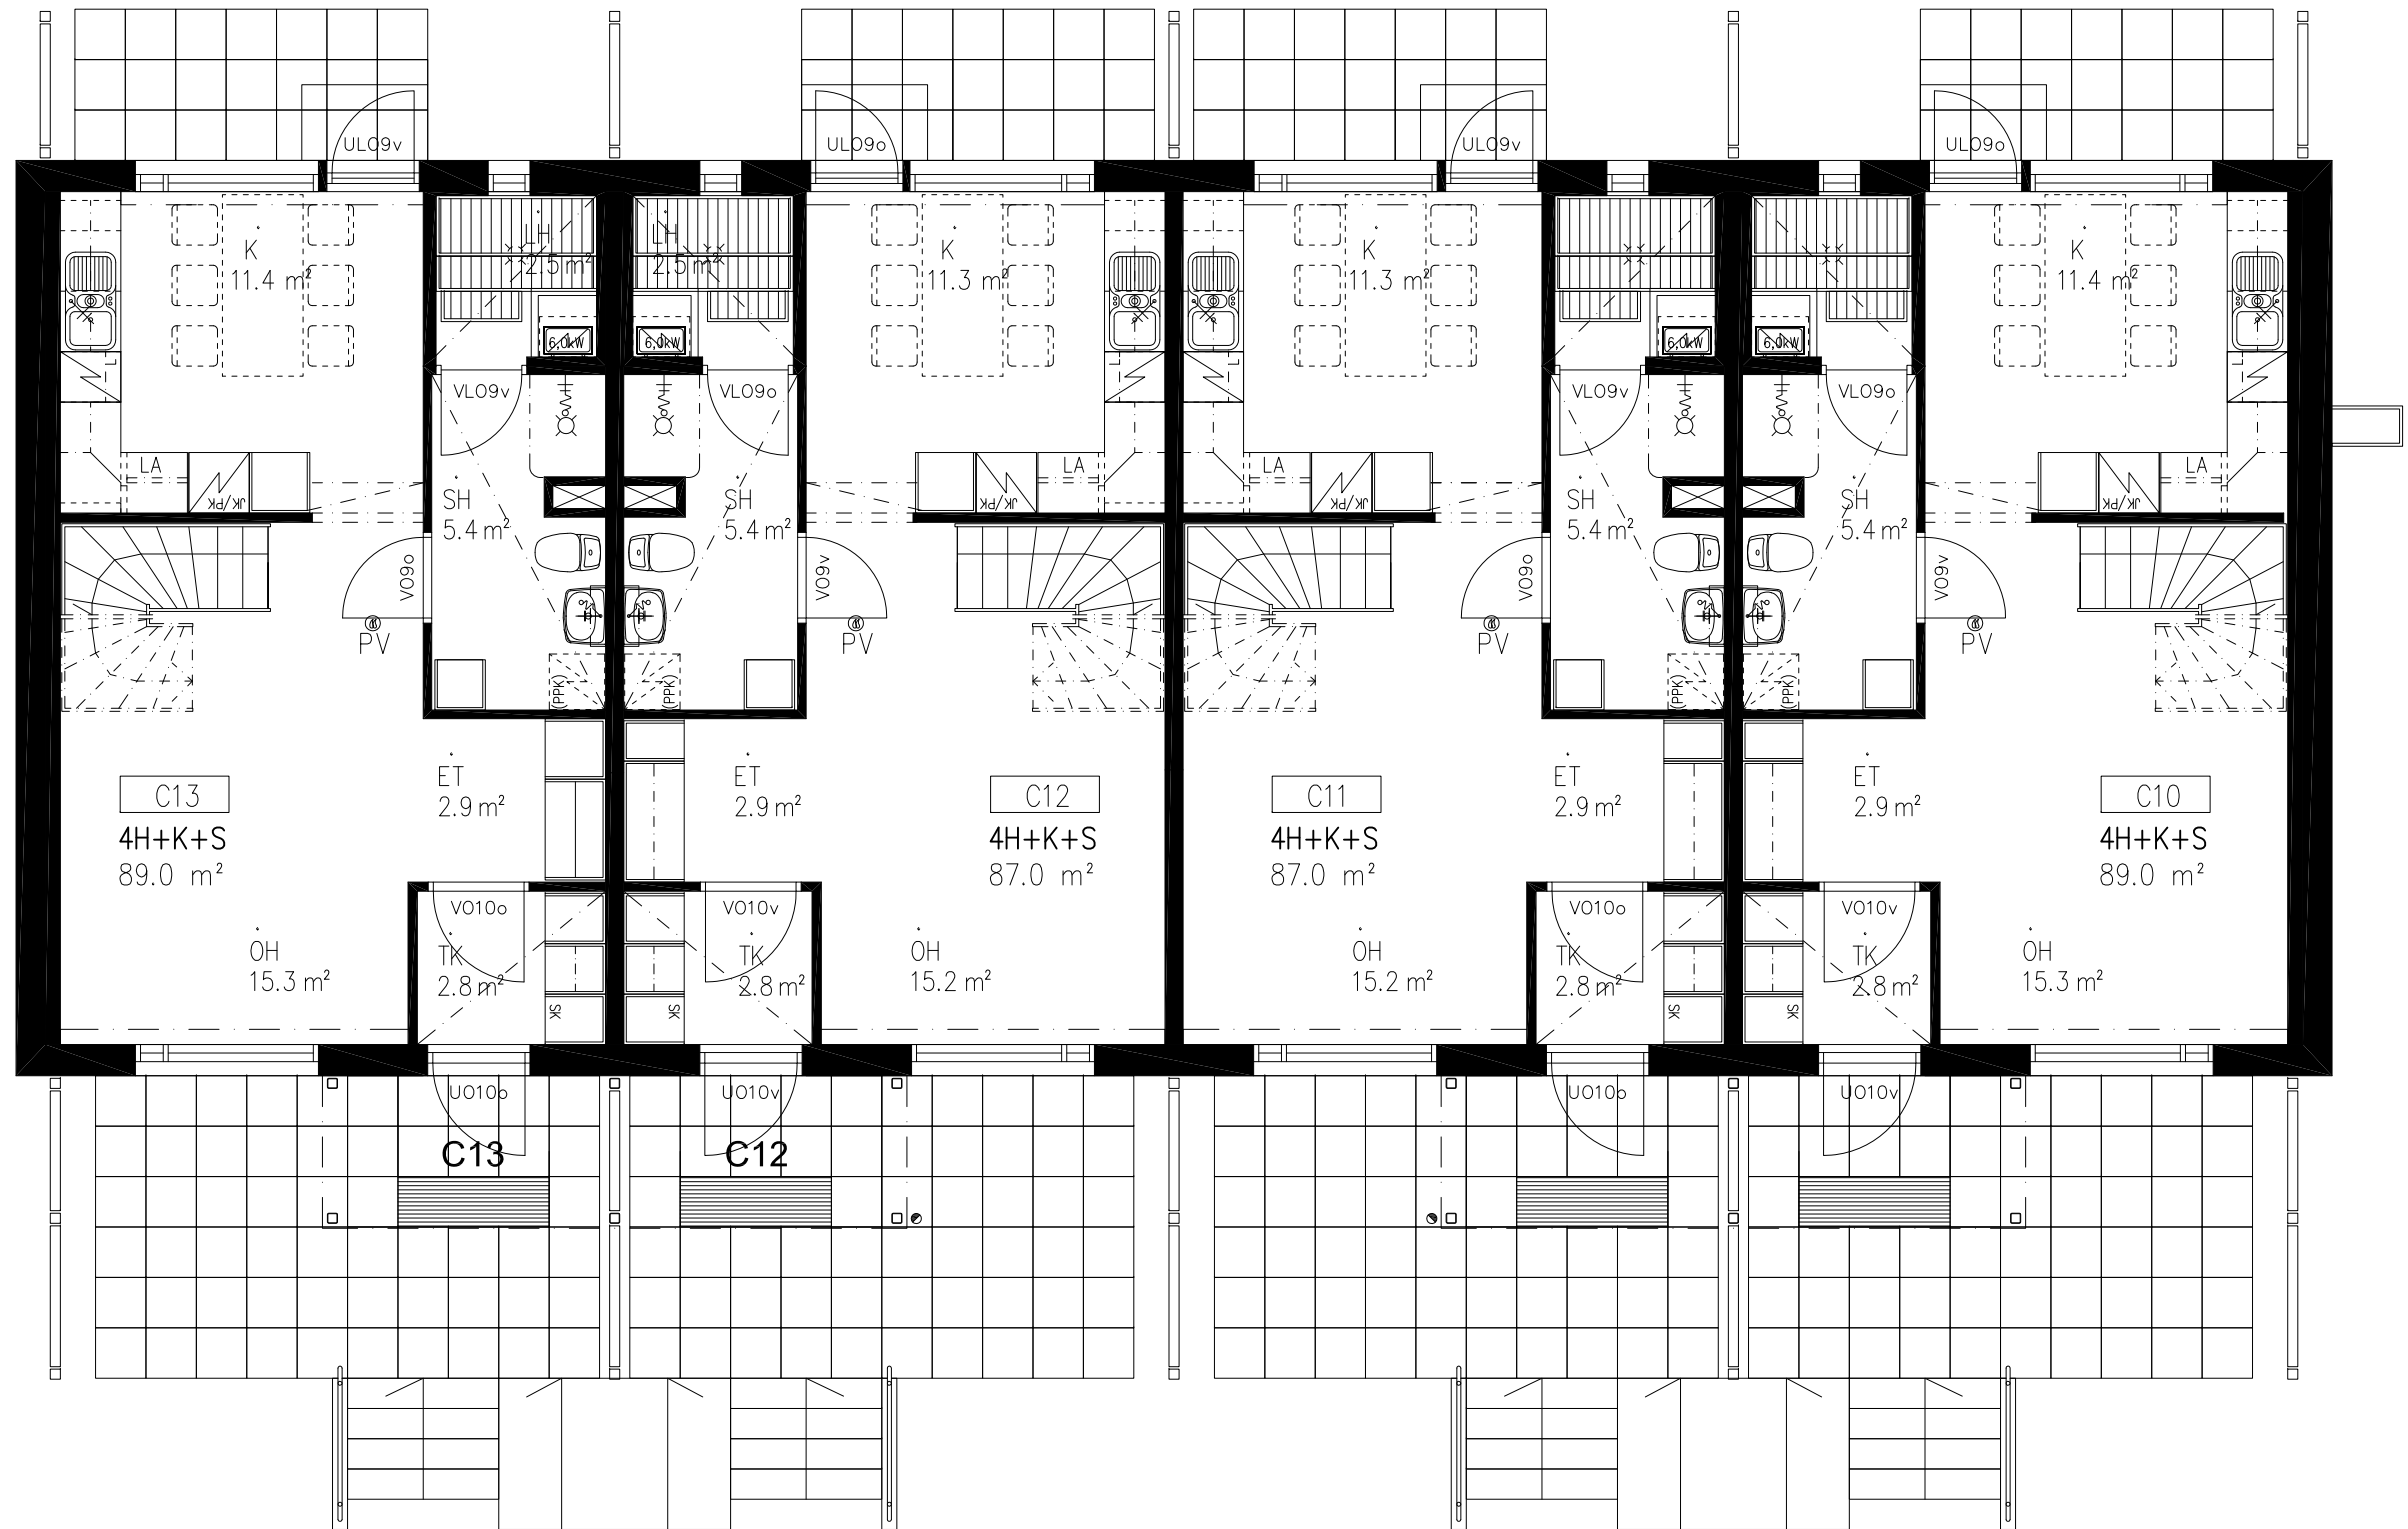 ULO9v
ULO9o
ULO9v
ULO9o
K
11.4 m²
LH
2.5 m²
LH
2.5 m²
K
11.3 m²
K
11.3 m²
K
11.4 m²
6,0kW
6,0kW
6,0kW
6,0kW
L
L
L
L
VLO9v
VLO9o
VLO9v
VLO9o
LA
JK/PK
JK/PK
LA
LA
JK/PK
JK/PK
LA
SH
5.4 m²
SH
5.4 m²
SH
5.4 m²
SH
5.4 m²
VO9o
VO9v
VO9o
VO9v
PV
PV
PV
PV
(PPK)
(PPK)
(PPK)
(PPK)
C13
4H+K+S
89.0 m²
ET
2.9 m²
ET
2.9 m²
C12
4H+K+S
87.0 m²
C11
4H+K+S
87.0 m²
ET
2.9 m²
ET
2.9 m²
C10
4H+K+S
89.0 m²
VO10o
VO10v
VO10o
VO10v
OH
15.3 m²
TK
2.8 m²
TK
2.8 m²
OH
15.2 m²
OH
15.2 m²
TK
2.8 m²
TK
2.8 m²
OH
15.3 m²
SK
SK
SK
SK
UO10o
UO10v
UO10o
UO10v
C13
C12